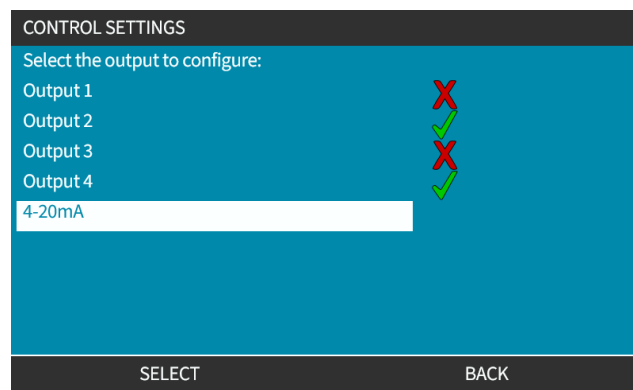 CONTROL SETTINGS
Select the output to configure:
Output 1
Output 2
Output 3
Output 4
4-20mA
SELECT BACK